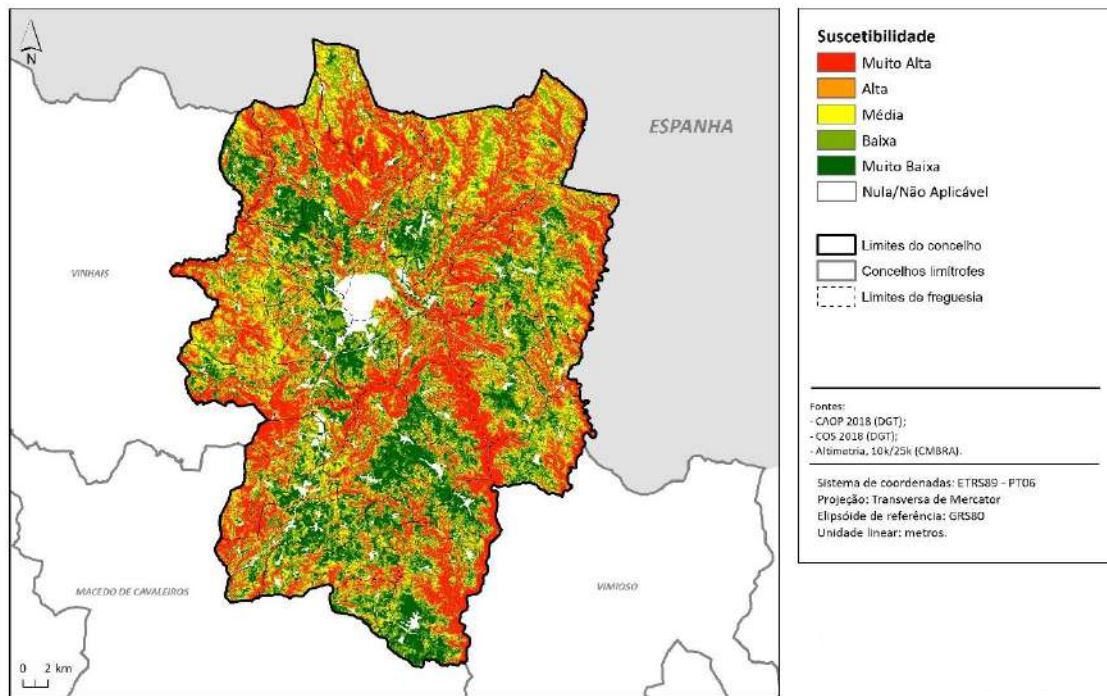 N
ESPANHA
VINHAIS
MACEDO DE CAVALEIROS
VIMIOSO
0 2 km
Suscetibilidade
Muito Alta
Alta
Média
Baixa
Muito Baixa
Nula/Não Aplicável
Limites do concelho
Concelhos limítrofes
Limites de freguesia
Fontes:
- CAOP 2018 (DGT);
- COS 2018 (DGT);
- Altimetria, 10k/25k (CMBRA).
Sistema de coordenadas: ETRS89 - PT06
Projeção: Transversa de Mercator
Elipsóide de referência: GRS80
Unidade linear: metros.